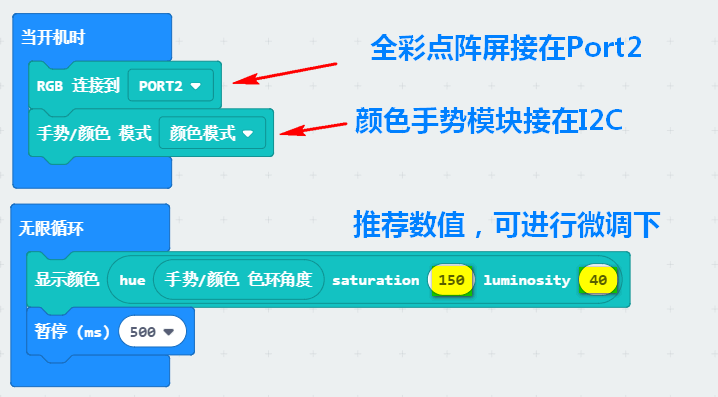 当开机时
全彩点阵屏接在Port2
RGB 连接到 PORT2
颜色手势模块接在I2C
手势/颜色 模式 颜色模式
无限循环
推荐数值，可进行微调下
显示颜色 hue 手势/颜色 色环角度 saturation 150 luminosity 40
暂停 (ms) 500